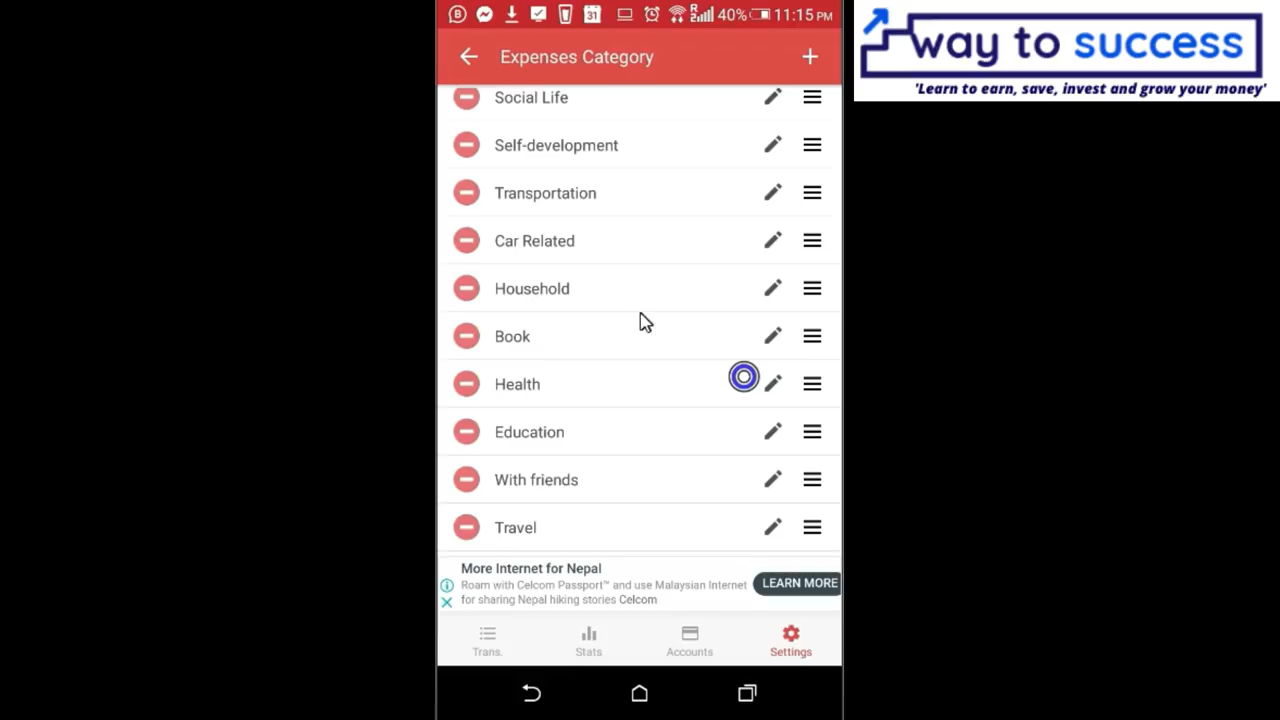 40% 11:15 PM
way to success
'Learn to earn, save, invest and grow your money'
Expenses Category
Social Life
Self-development
Transportation
Car Related
Household
Book
Health
Education
With friends
Travel
More Internet for Nepal
Roam with Celcom Passport™ and use Malaysian Internet
for sharing Nepal hiking stories Celcom
LEARN MORE
Trans.
Stats
Accounts
Settings